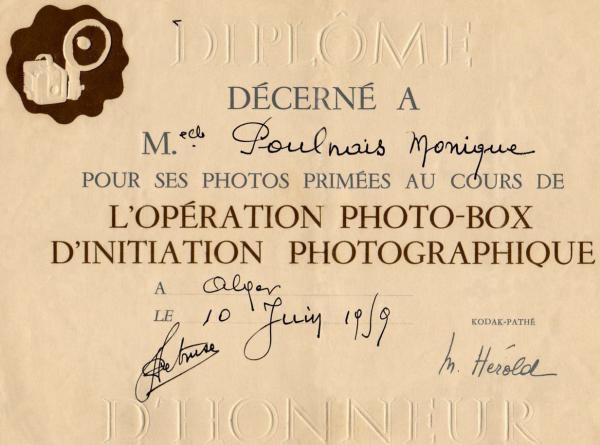 DIPLÔME
DÉCERNÉ A
M.elle Poulnais Monique
POUR SES PHOTOS PRIMÉES AU COURS DE
L'OPÉRATION PHOTO-BOX
D'INITIATION PHOTOGRAPHIQUE
A Alger
LE 10 Juin 1959
KODAK-PATHÉ
M. Hérold
D'HONNEUR